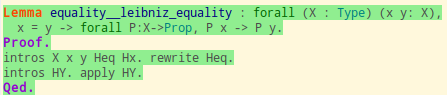 Lemma equality__leibniz_equality : forall (X : Type) (x y: X),
x = y -> forall P:X->Prop, P x -> P y.
Proof.
intros X x y Heq Hx. rewrite Heq.
intros HY. apply HY.
Qed.